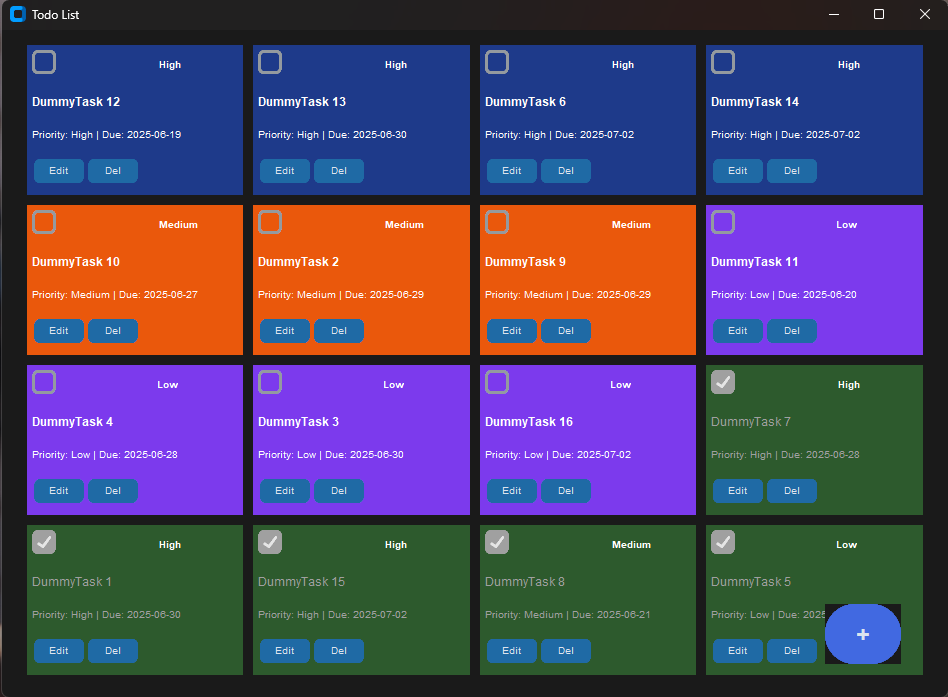 Todo List
High
High
High
High
DummyTask 12
DummyTask 13
DummyTask 6
DummyTask 14
Priority: High | Due: 2025-06-19
Priority: High | Due: 2025-06-30
Priority: High | Due: 2025-07-02
Priority: High | Due: 2025-07-02
Edit Del
Edit Del
Edit Del
Edit Del
Medium
Medium
Medium
Low
DummyTask 10
DummyTask 2
DummyTask 9
DummyTask 11
Priority: Medium | Due: 2025-06-27
Priority: Medium | Due: 2025-06-29
Priority: Medium | Due: 2025-06-29
Priority: Low | Due: 2025-06-20
Edit Del
Edit Del
Edit Del
Edit Del
Low
Low
Low
High
DummyTask 4
DummyTask 3
DummyTask 16
DummyTask 7
Priority: Low | Due: 2025-06-28
Priority: Low | Due: 2025-06-30
Priority: Low | Due: 2025-07-02
Priority: High | Due: 2025-06-28
Edit Del
Edit Del
Edit Del
Edit Del
High
High
Medium
Low
DummyTask 1
DummyTask 15
DummyTask 8
DummyTask 5
Priority: High | Due: 2025-06-30
Priority: High | Due: 2025-07-02
Priority: Medium | Due: 2025-06-21
Priority: Low | Due:
Edit Del
Edit Del
Edit Del
Edit Del
+